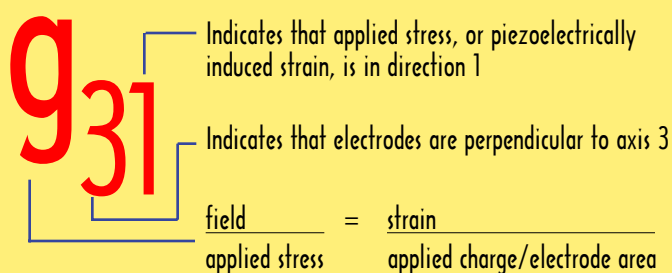 g31
Indicates that applied stress, or piezoelectrically
induced strain, is in direction 1
Indicates that electrodes are perpendicular to axis 3
field = strain
applied stress applied charge/electrode area